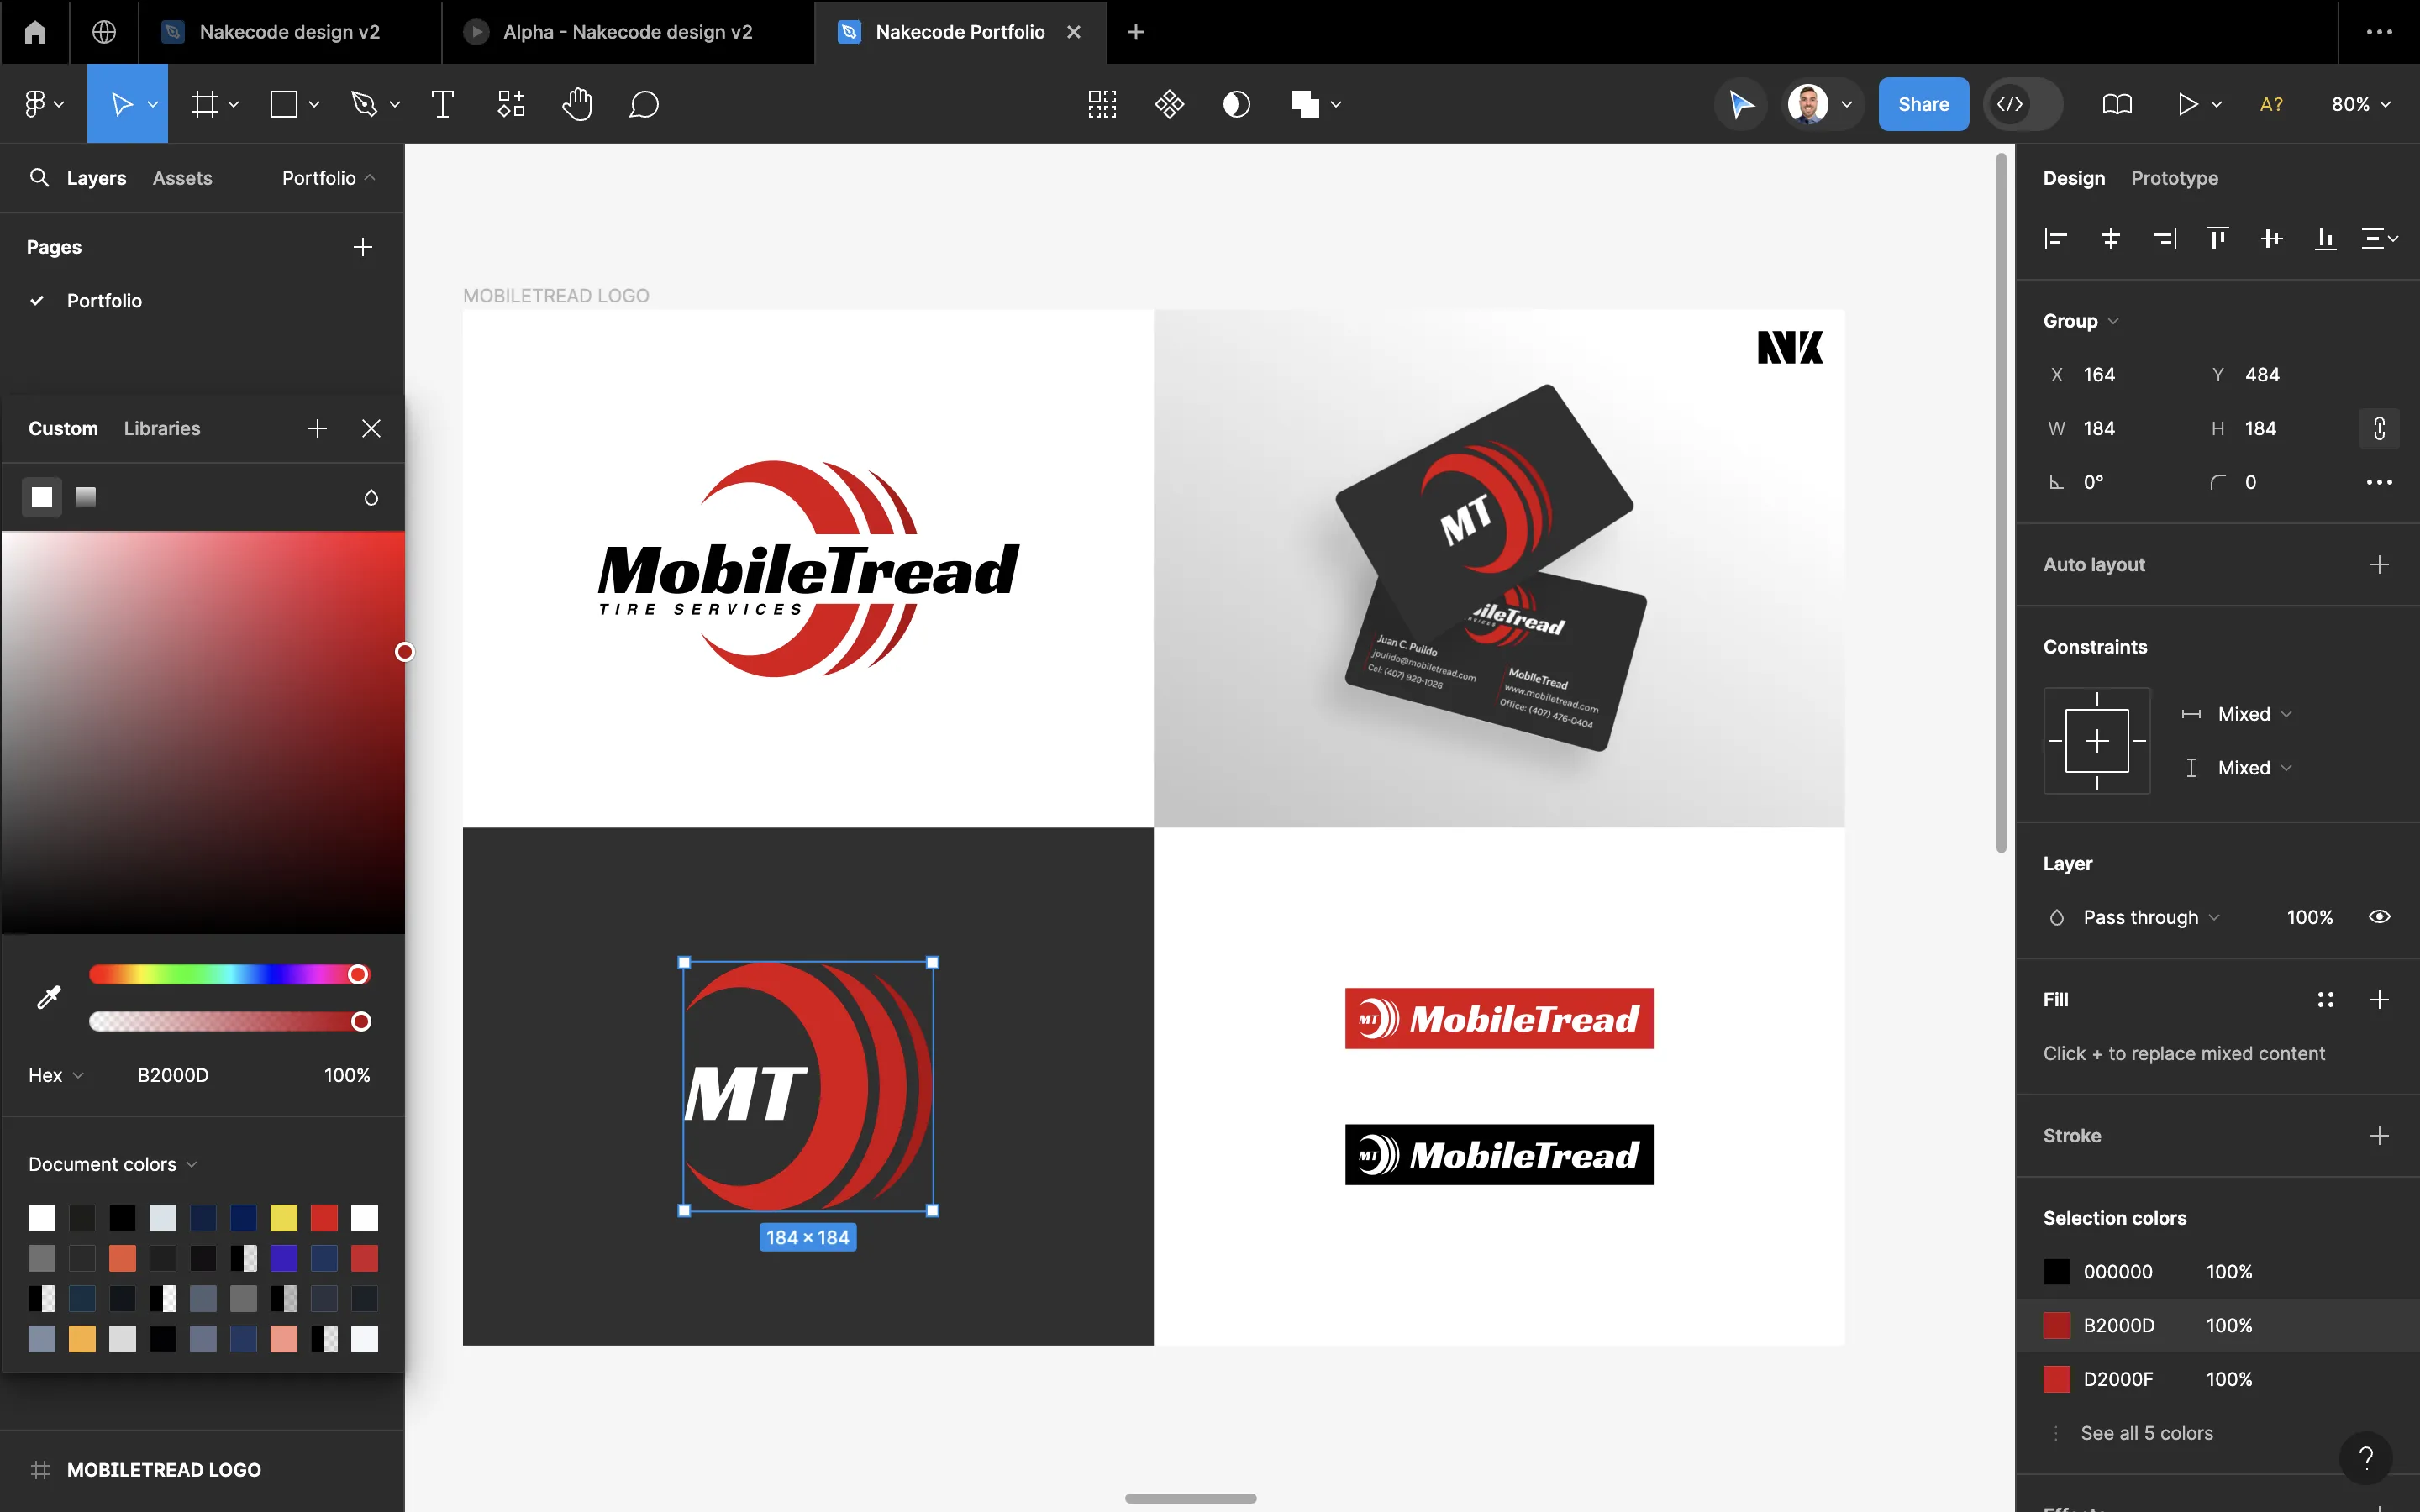 Nakecode design v2
Alpha - Nakecode design v2
Nakecode Portfolio
Share
A?
80%
Layers
Assets
Portfolio
Pages
Portfolio
Custom
Libraries
Hex
B2000D
100%
Document colors
MOBILETREAD LOGO
MOBILETREAD LOGO
MobileTread
TIRE SERVICES
NK
MT
ileTread
Juan C. Pulido
jpulido@mobiletread.com
Cel: (407) 929-1026
MobileTread
www.mobiletread.com
Office: (407) 476-0404
MT
184 × 184
MT MobileTread
MT MobileTread
Design
Prototype
Group
X 164
Y 484
W 184
H 184
0°
0
Auto layout
Constraints
Mixed
Mixed
Layer
Pass through
100%
Fill
Click + to replace mixed content
Stroke
Selection colors
000000 100%
B2000D 100%
D2000F 100%
See all 5 colors
?